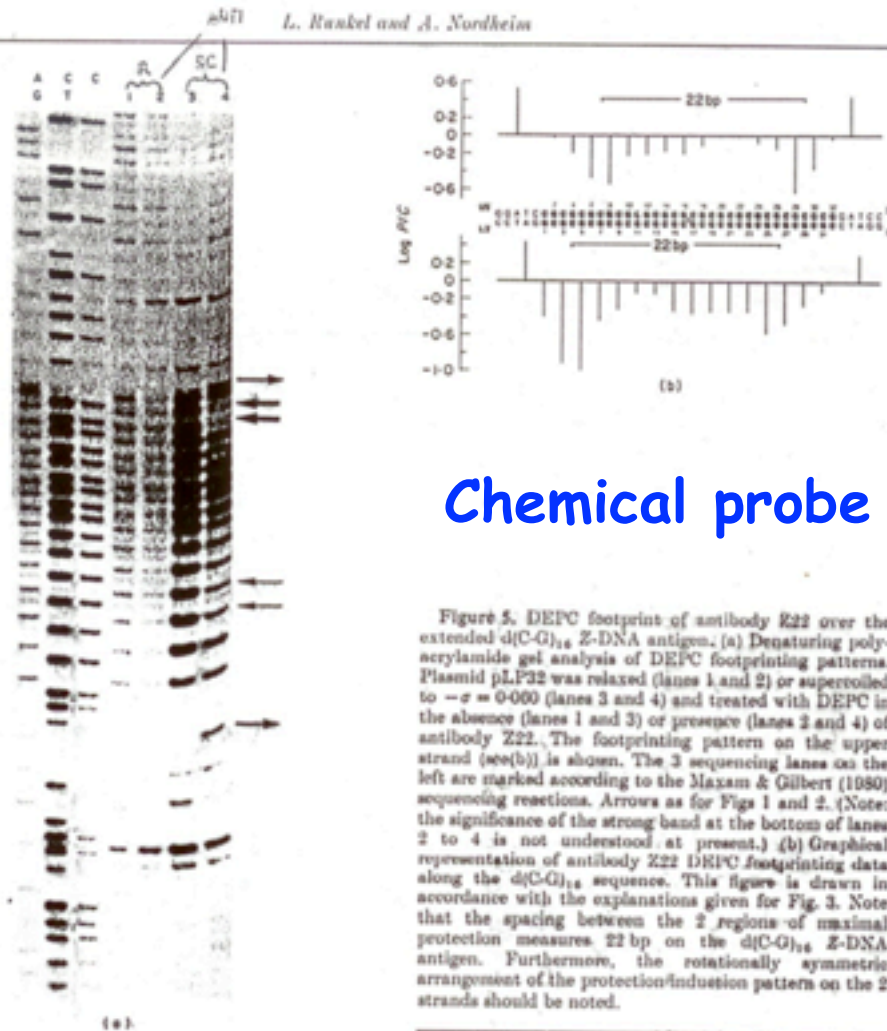 L. Runkel and A. Nordheim
R SC
A C C
G T 1 2 3 4
(a)
0·6
0·2
0
-0·2
-0·6
22bp
Log P/C
22bp
0·2
0
-0·2
-0·6
-1·0
(b)
Chemical probe
Figure 5. DEPC footprint of antibody Z22 over the
extended d(C-G)16 Z-DNA antigen. (a) Denaturing poly-
acrylamide gel analysis of DEPC footprinting patterns.
Plasmid pLP32 was relaxed (lanes 1 and 2) or supercoiled
to −σ = 0·060 (lanes 3 and 4) and treated with DEPC in
the absence (lanes 1 and 3) or presence (lanes 2 and 4) of
antibody Z22. The footprinting pattern on the upper
strand (see(b)) is shown. The 3 sequencing lanes on the
left are marked according to the Maxam & Gilbert (1980)
sequencing reactions. Arrows as for Figs 1 and 2. (Note:
the significance of the strong band at the bottom of lanes
2 to 4 is not understood at present.) (b) Graphical
representation of antibody Z22 DEPC footprinting data
along the d(C-G)16 sequence. This figure is drawn in
accordance with the explanations given for Fig. 3. Note
that the spacing between the 2 regions of maximal
protection measures 22 bp on the d(C-G)16 Z-DNA
antigen. Furthermore, the rotationally symmetric
arrangement of the protection/induction pattern on the 2
strands should be noted.